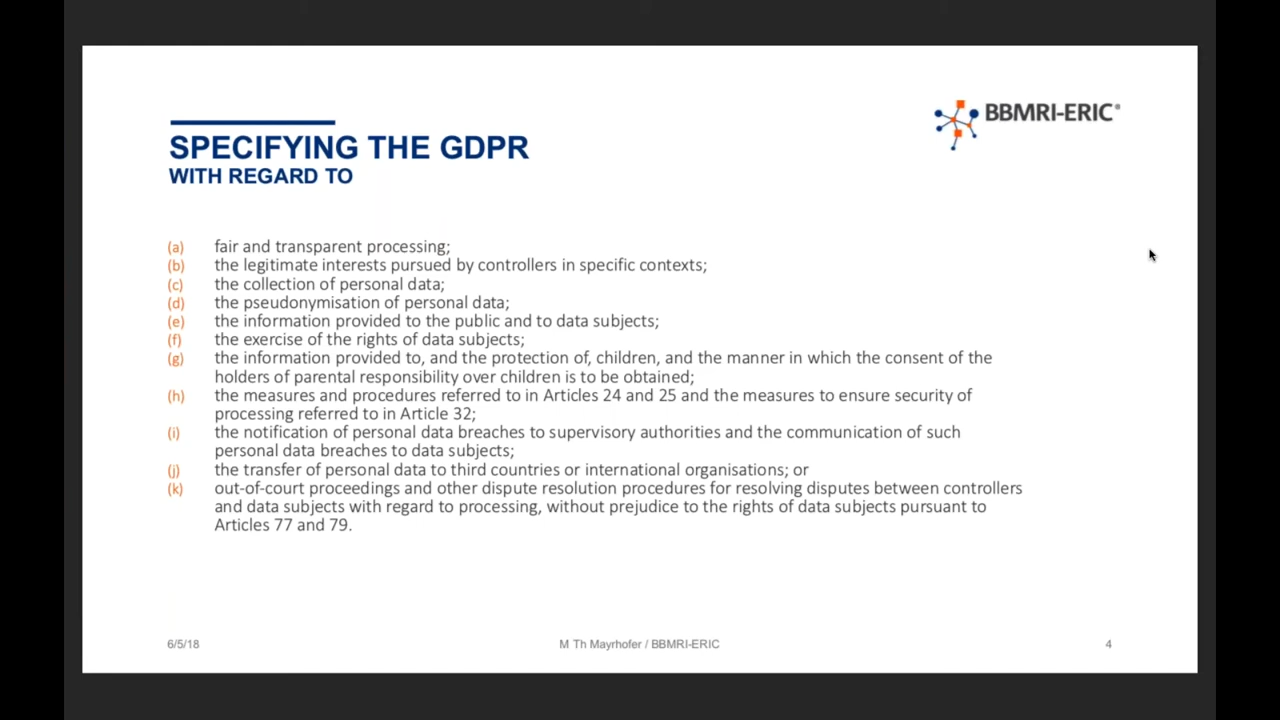 BBMRI-ERIC®
SPECIFYING THE GDPR
WITH REGARD TO
(a) fair and transparent processing;
(b) the legitimate interests pursued by controllers in specific contexts;
(c) the collection of personal data;
(d) the pseudonymisation of personal data;
(e) the information provided to the public and to data subjects;
(f) the exercise of the rights of data subjects;
(g) the information provided to, and the protection of, children, and the manner in which the consent of the
holders of parental responsibility over children is to be obtained;
(h) the measures and procedures referred to in Articles 24 and 25 and the measures to ensure security of
processing referred to in Article 32;
(i) the notification of personal data breaches to supervisory authorities and the communication of such
personal data breaches to data subjects;
(j) the transfer of personal data to third countries or international organisations; or
(k) out-of-court proceedings and other dispute resolution procedures for resolving disputes between controllers
and data subjects with regard to processing, without prejudice to the rights of data subjects pursuant to
Articles 77 and 79.
6/5/18 M Th Mayrhofer / BBMRI-ERIC 4